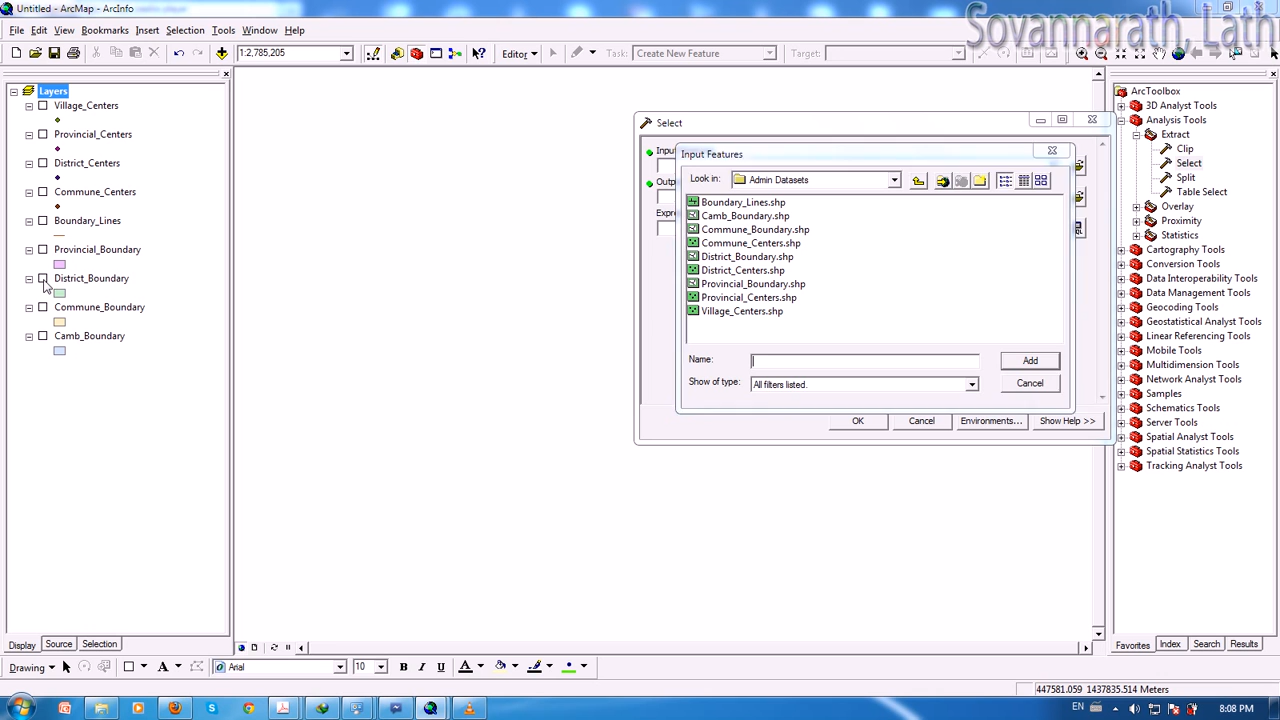 Untitled - ArcMap - ArcInfo
Sovannarath, Lath
File Edit View Bookmarks Insert Selection Tools Window Help
1:2,785,205
Editor
Task: Create New Feature
Target:
Layers
Village_Centers
Provincial_Centers
District_Centers
Commune_Centers
Boundary_Lines
Provincial_Boundary
District_Boundary
Commune_Boundary
Camb_Boundary
Display Source Selection
Select
Input
Outp
Expre
Input Features
Look in: Admin Datasets
Boundary_Lines.shp
Camb_Boundary.shp
Commune_Boundary.shp
Commune_Centers.shp
District_Boundary.shp
District_Centers.shp
Provincial_Boundary.shp
Provincial_Centers.shp
Village_Centers.shp
Name:
Add
Show of type: All filters listed.
Cancel
OK Cancel Environments... Show Help >>
ArcToolbox
3D Analyst Tools
Analysis Tools
Extract
Clip
Select
Split
Table Select
Overlay
Proximity
Statistics
Cartography Tools
Conversion Tools
Data Interoperability Tools
Data Management Tools
Geocoding Tools
Geostatistical Analyst Tools
Linear Referencing Tools
Mobile Tools
Multidimension Tools
Network Analyst Tools
Samples
Schematics Tools
Server Tools
Spatial Analyst Tools
Spatial Statistics Tools
Tracking Analyst Tools
Favorites Index Search Results
Drawing A Arial 10 B I U A
447581.059 1437835.514 Meters
EN 8:08 PM